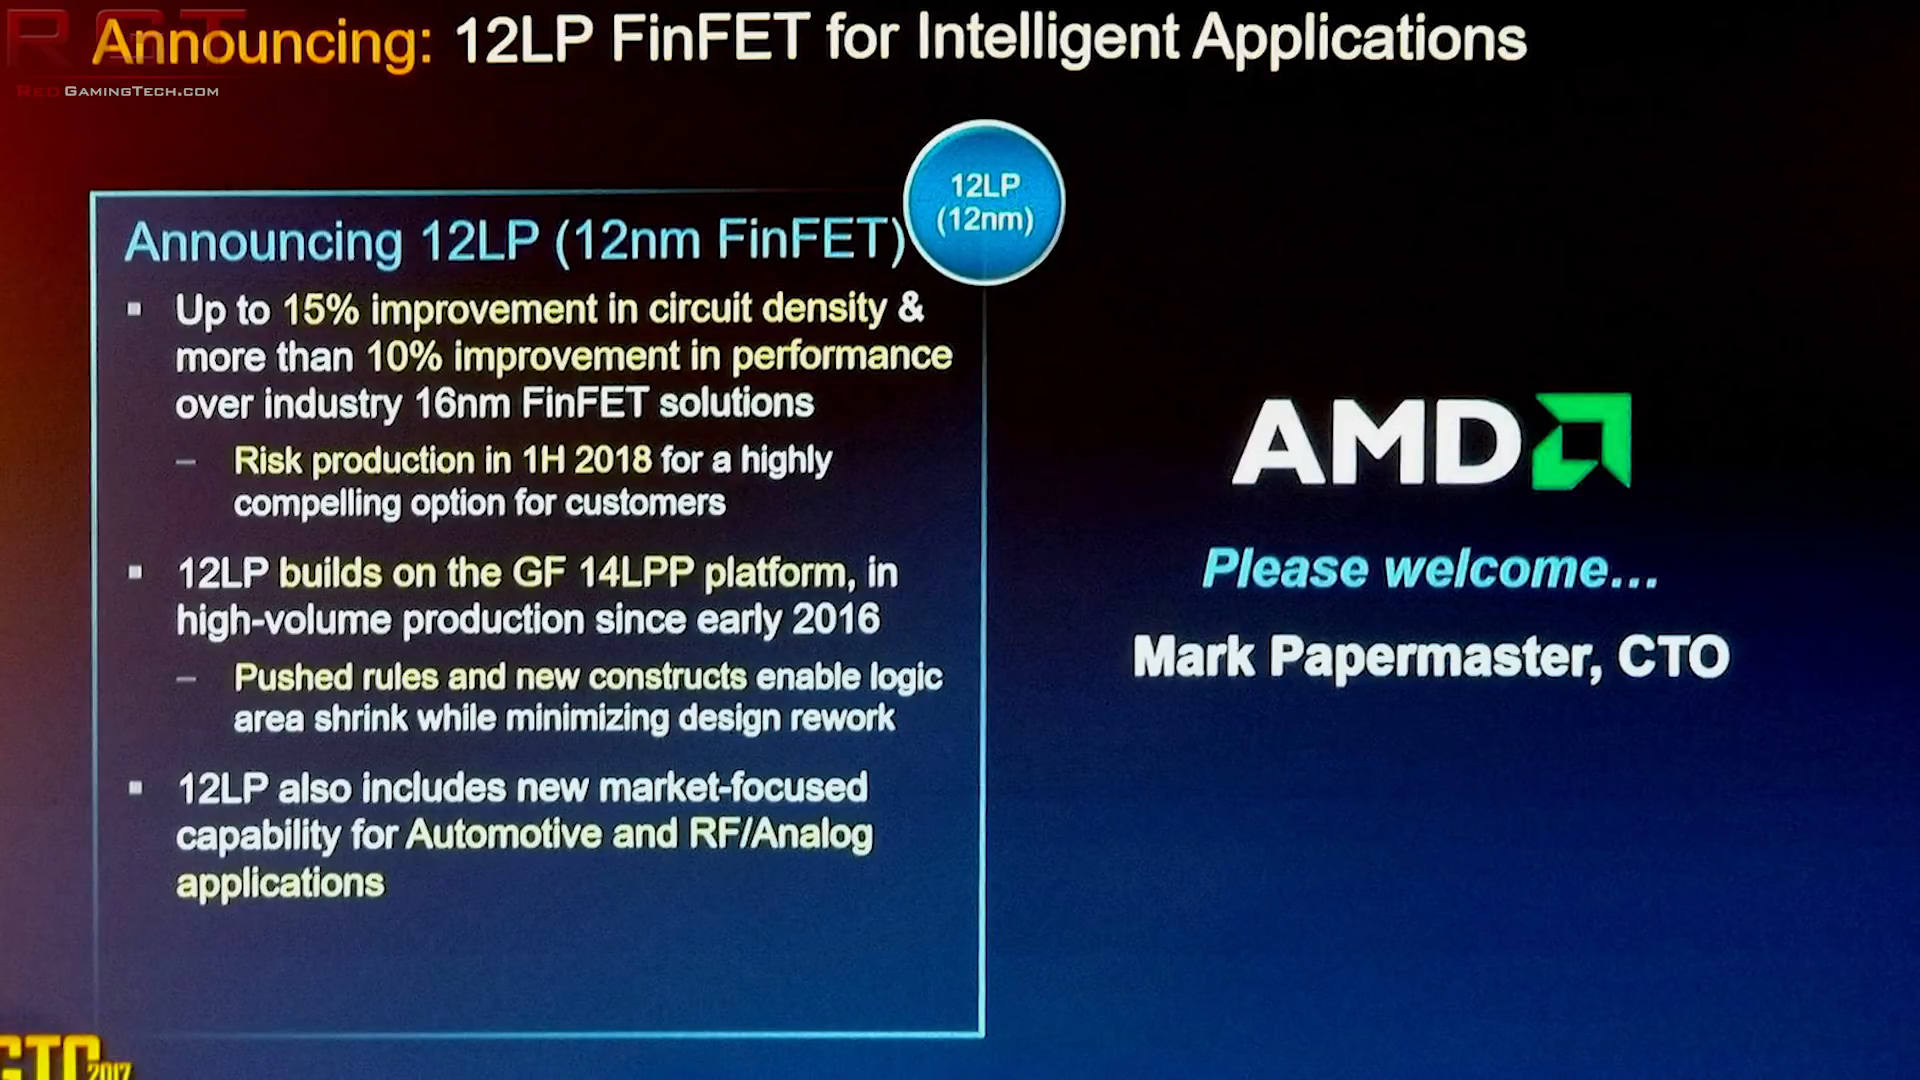 Announcing: 12LP FinFET for Intelligent Applications
RGT
RedGamingTech.com
12LP
(12nm)
Announcing 12LP (12nm FinFET)
▪ Up to 15% improvement in circuit density &
more than 10% improvement in performance
over industry 16nm FinFET solutions
– Risk production in 1H 2018 for a highly
compelling option for customers
▪ 12LP builds on the GF 14LPP platform, in
high-volume production since early 2016
– Pushed rules and new constructs enable logic
area shrink while minimizing design rework
▪ 12LP also includes new market-focused
capability for Automotive and RF/Analog
applications
AMD
Please welcome...
Mark Papermaster, CTO
GTC 2017